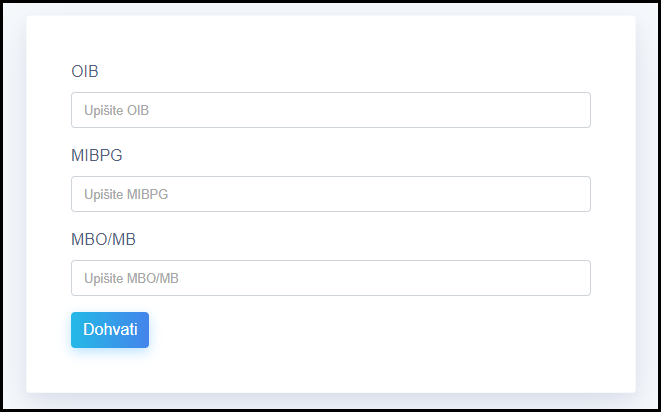 OIB
Upišite OIB
MIBPG
Upišite MIBPG
MBO/MB
Upišite MBO/MB
Dohvati